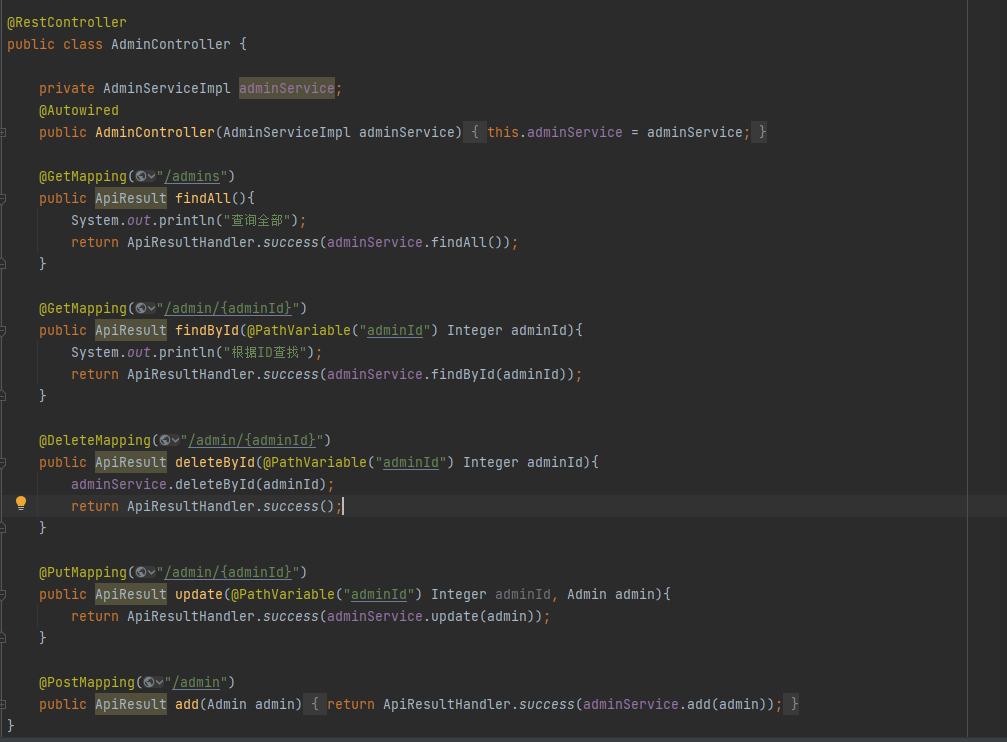 @RestController
public class AdminController {
private AdminServiceImpl adminService;
@Autowired
public AdminController(AdminServiceImpl adminService) { this.adminService = adminService; }
@GetMapping("/admins")
public ApiResult findAll(){
System.out.println("查询全部");
return ApiResultHandler.success(adminService.findAll());
}
@GetMapping("/admin/{adminId}")
public ApiResult findById(@PathVariable("adminId") Integer adminId){
System.out.println("根据ID查找");
return ApiResultHandler.success(adminService.findById(adminId));
}
@DeleteMapping("/admin/{adminId}")
public ApiResult deleteById(@PathVariable("adminId") Integer adminId){
adminService.deleteById(adminId);
return ApiResultHandler.success();
}
@PutMapping("/admin/{adminId}")
public ApiResult update(@PathVariable("adminId") Integer adminId, Admin admin){
return ApiResultHandler.success(adminService.update(admin));
}
@PostMapping("/admin")
public ApiResult add(Admin admin) { return ApiResultHandler.success(adminService.add(admin)); }
}